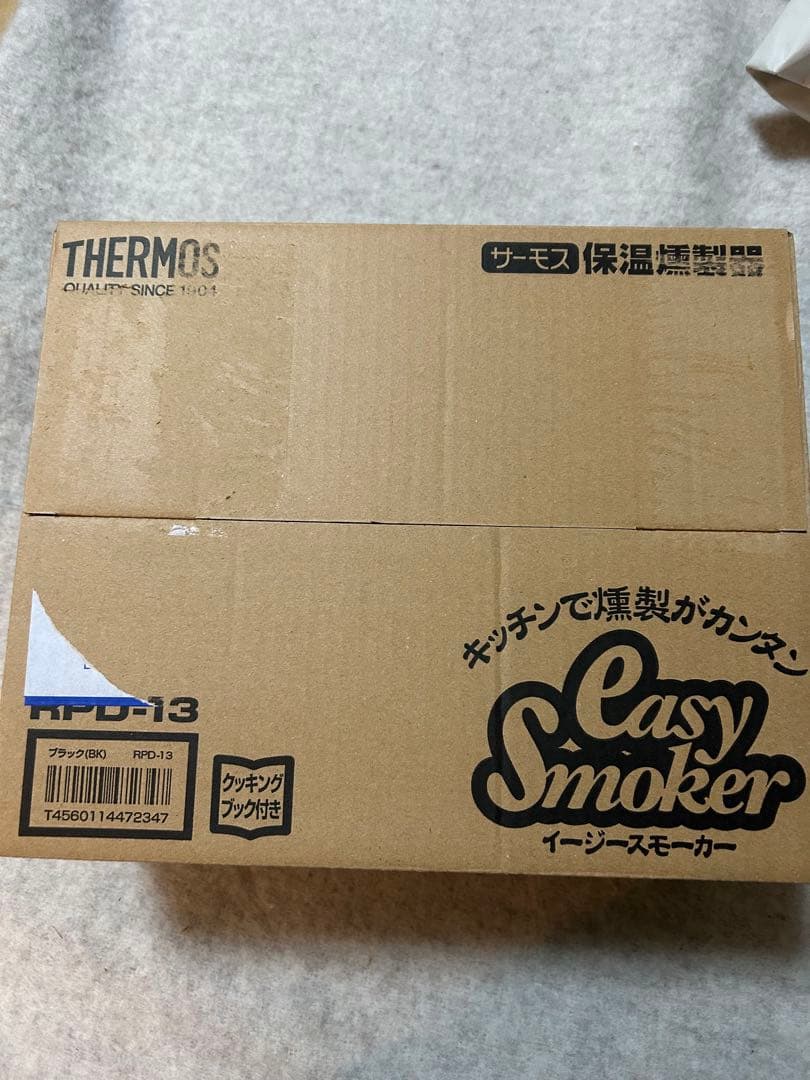 THERMOS
QUALITY SINCE 1904
サーモス 保温燻製器
キッチンで燻製がカンタン
easy
Smoker
イージースモーカー
RPD-13
ブラック(BK) RPD-13
T4560114472347
クッキング
ブック付き